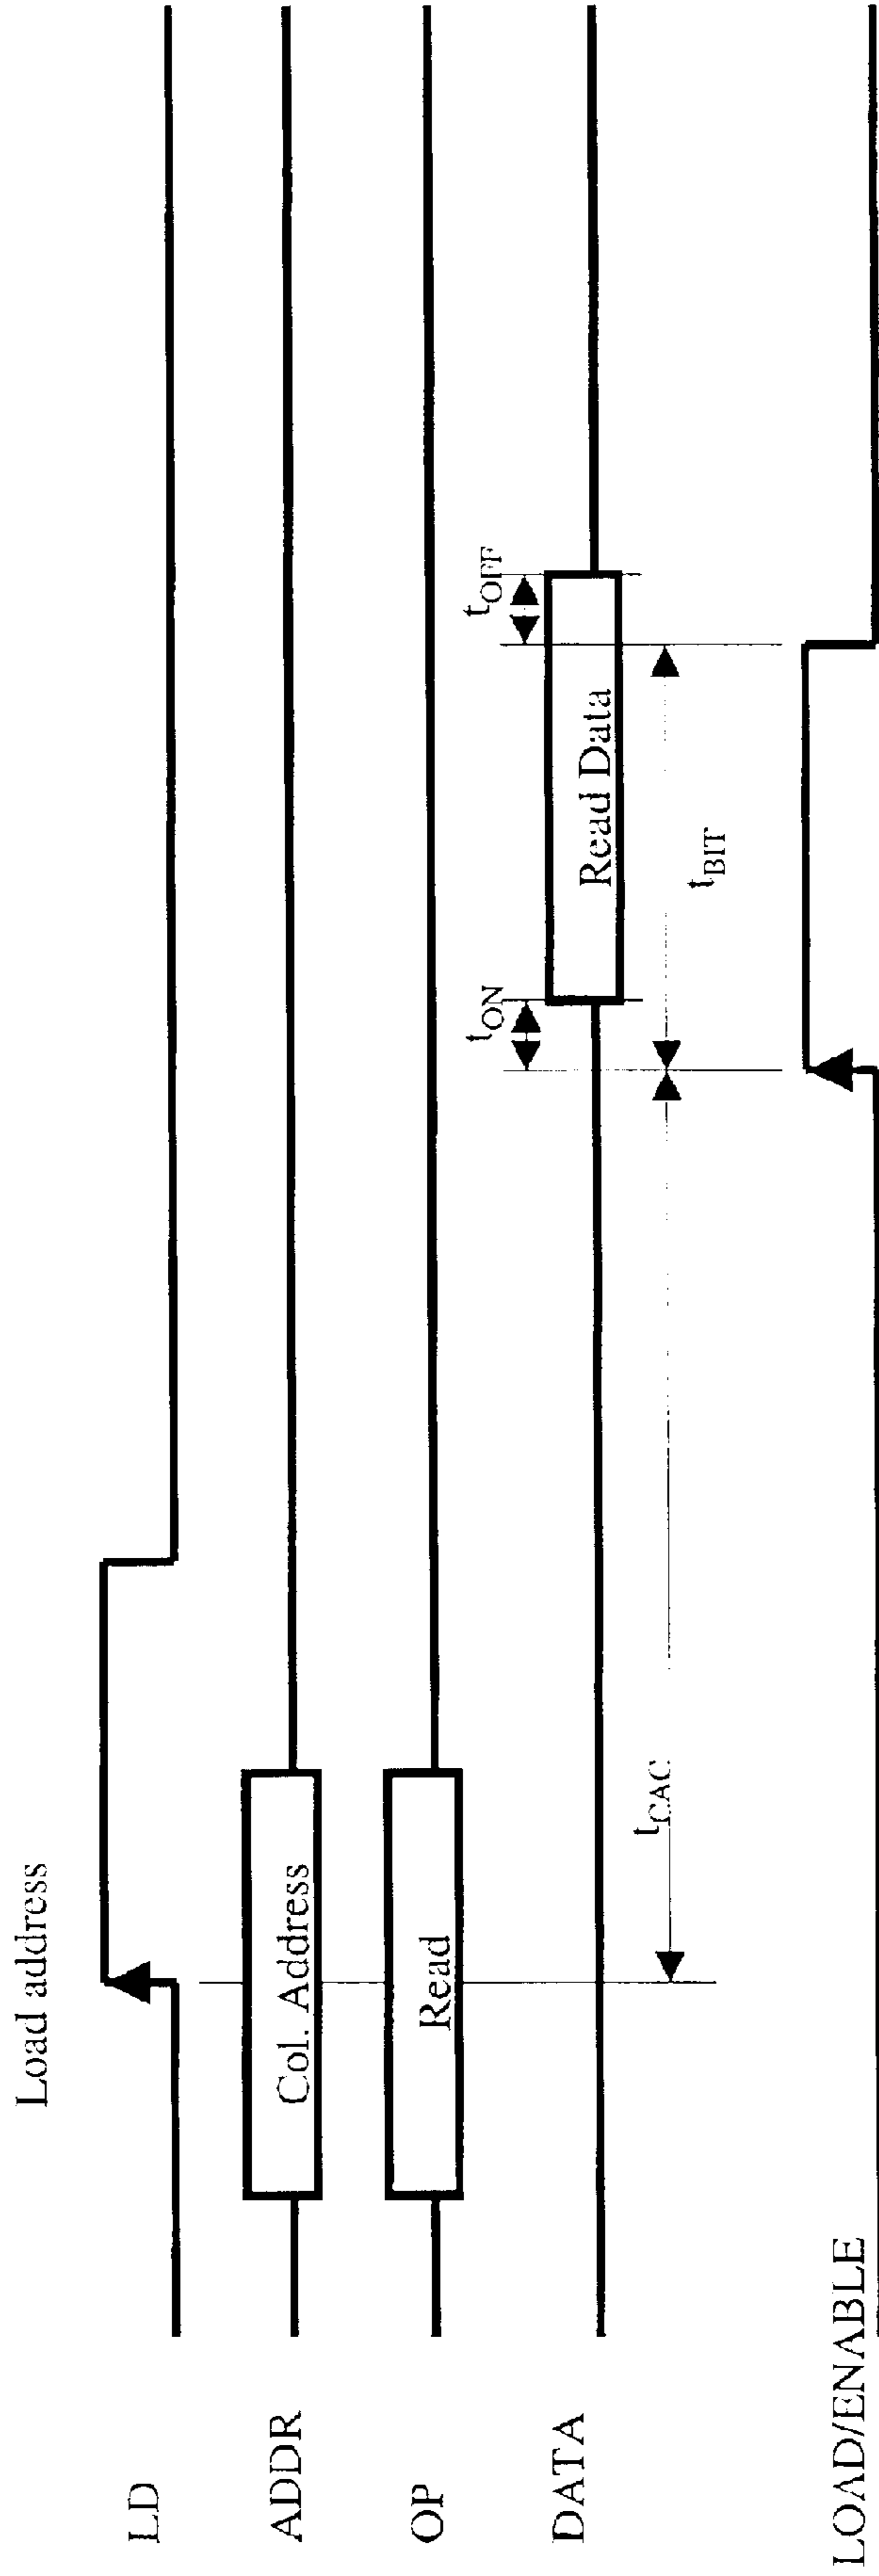 Load address
LD
ADDR
Col. Address
OP
Read
DATA
Read Data
tON
tOFF
tCAC
tBIT
LOAD/ENABLE